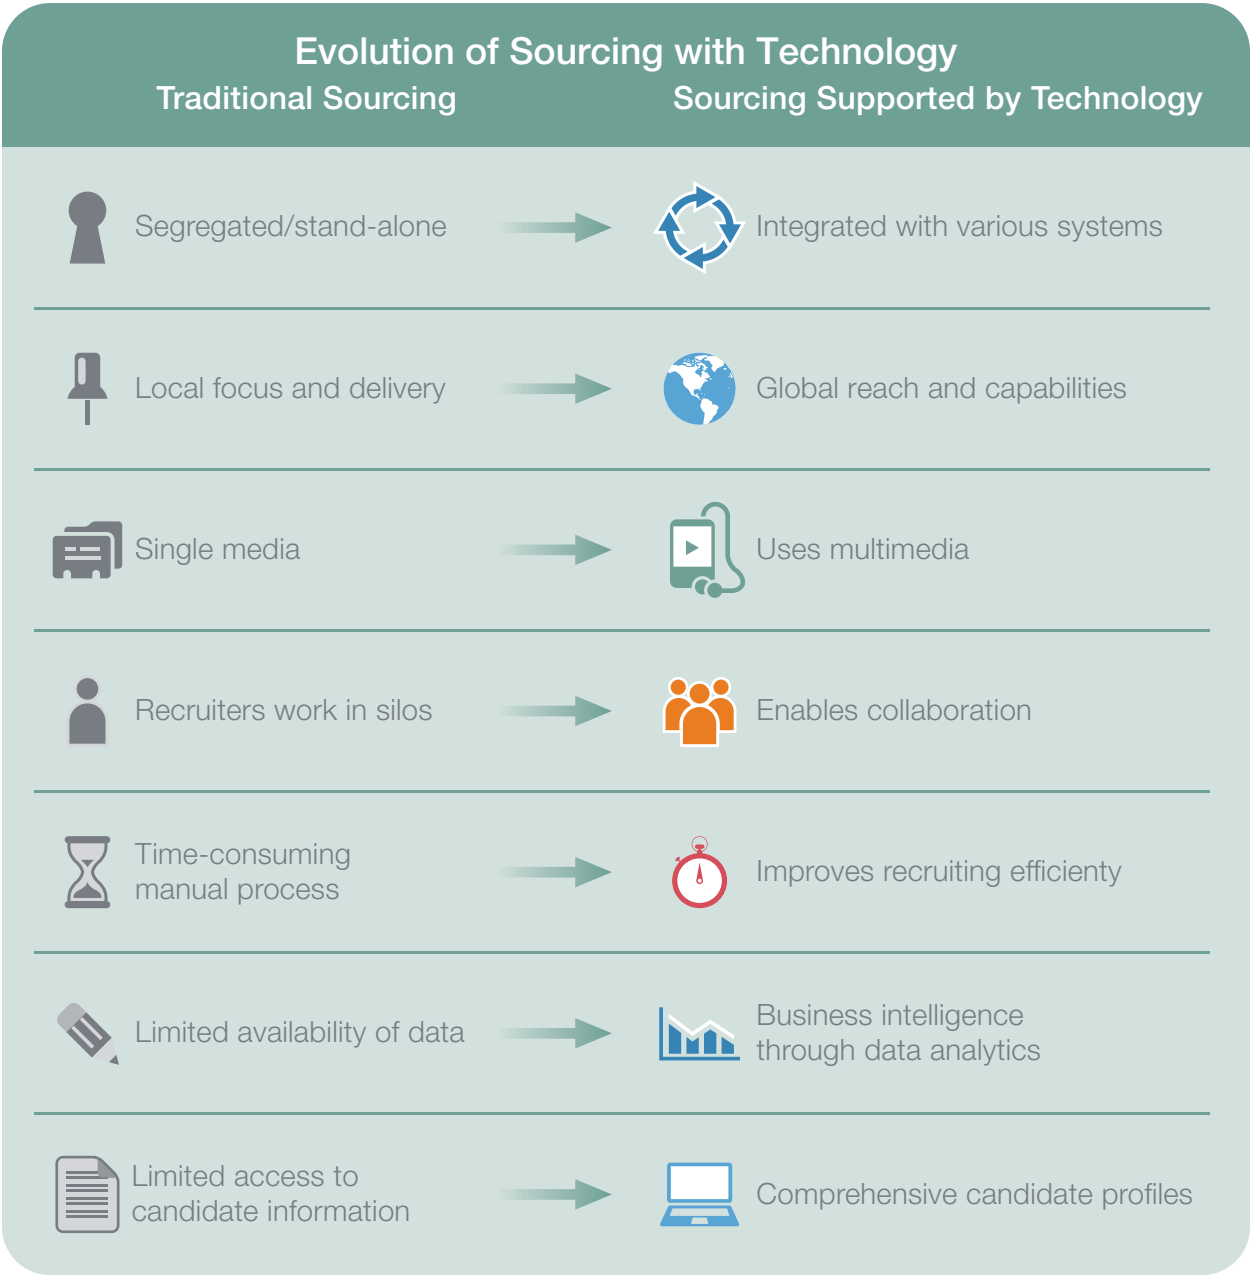 Evolution of Sourcing with Technology
Traditional Sourcing
Sourcing Supported by Technology
Segregated/stand-alone
Integrated with various systems
Local focus and delivery
Global reach and capabilities
Single media
Uses multimedia
Recruiters work in silos
Enables collaboration
Time-consuming
manual process
Improves recruiting efficienty
Limited availability of data
Business intelligence
through data analytics
Limited access to
candidate information
Comprehensive candidate profiles